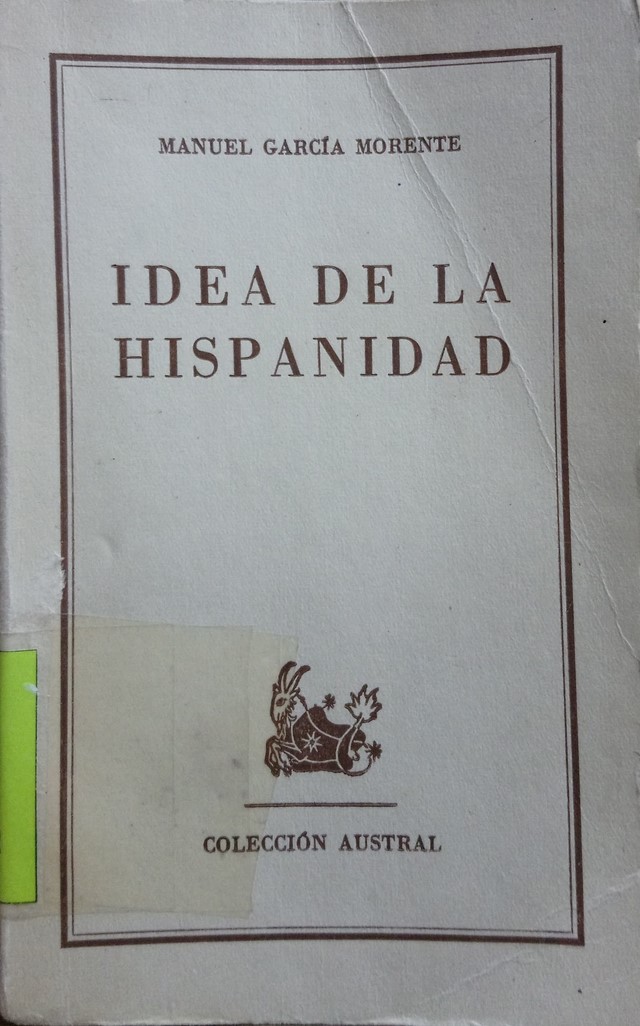 MANUEL GARCÍA MORENTE
IDEA DE LA
HISPANIDAD
COLECCIÓN AUSTRAL